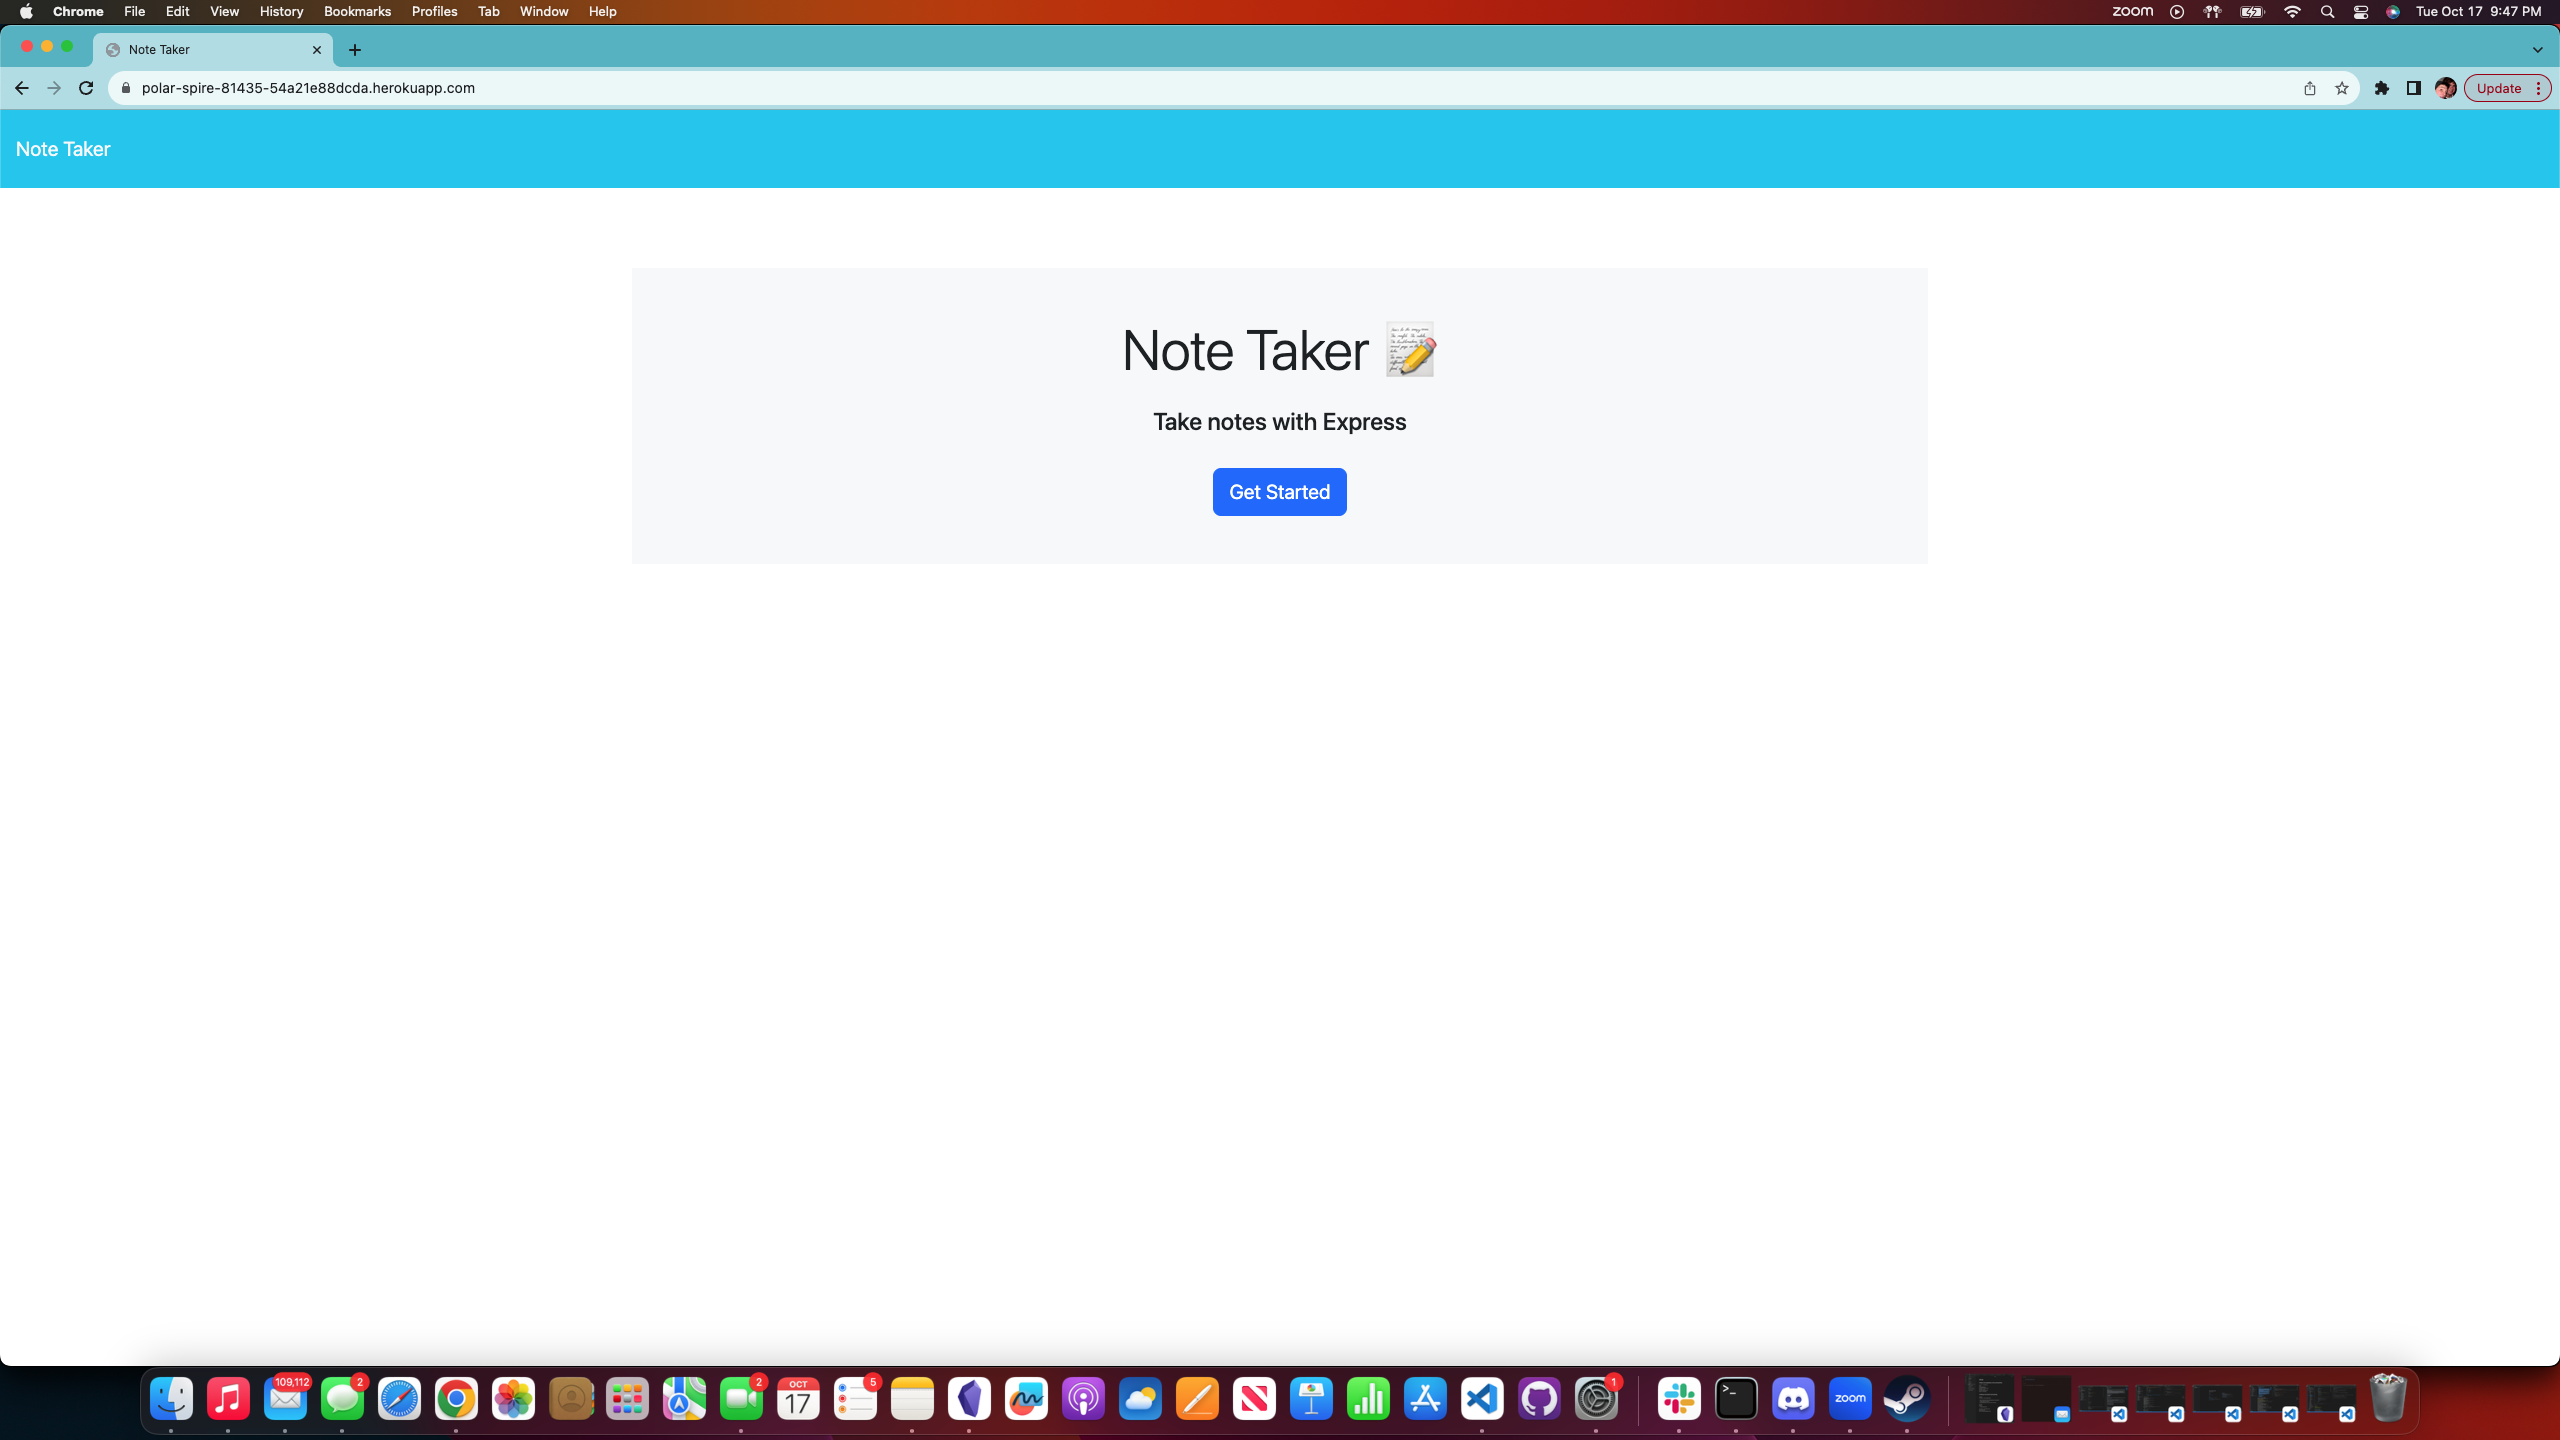 Chrome File Edit View History Bookmarks Profiles Tab Window Help
zoom Tue Oct 17 9:47 PM
Note Taker
polar-spire-81435-54a21e88dcda.herokuapp.com
Update
Note Taker
Note Taker
Take notes with Express
Get Started
109,112
2
2
OCT
17
5
1
zoom